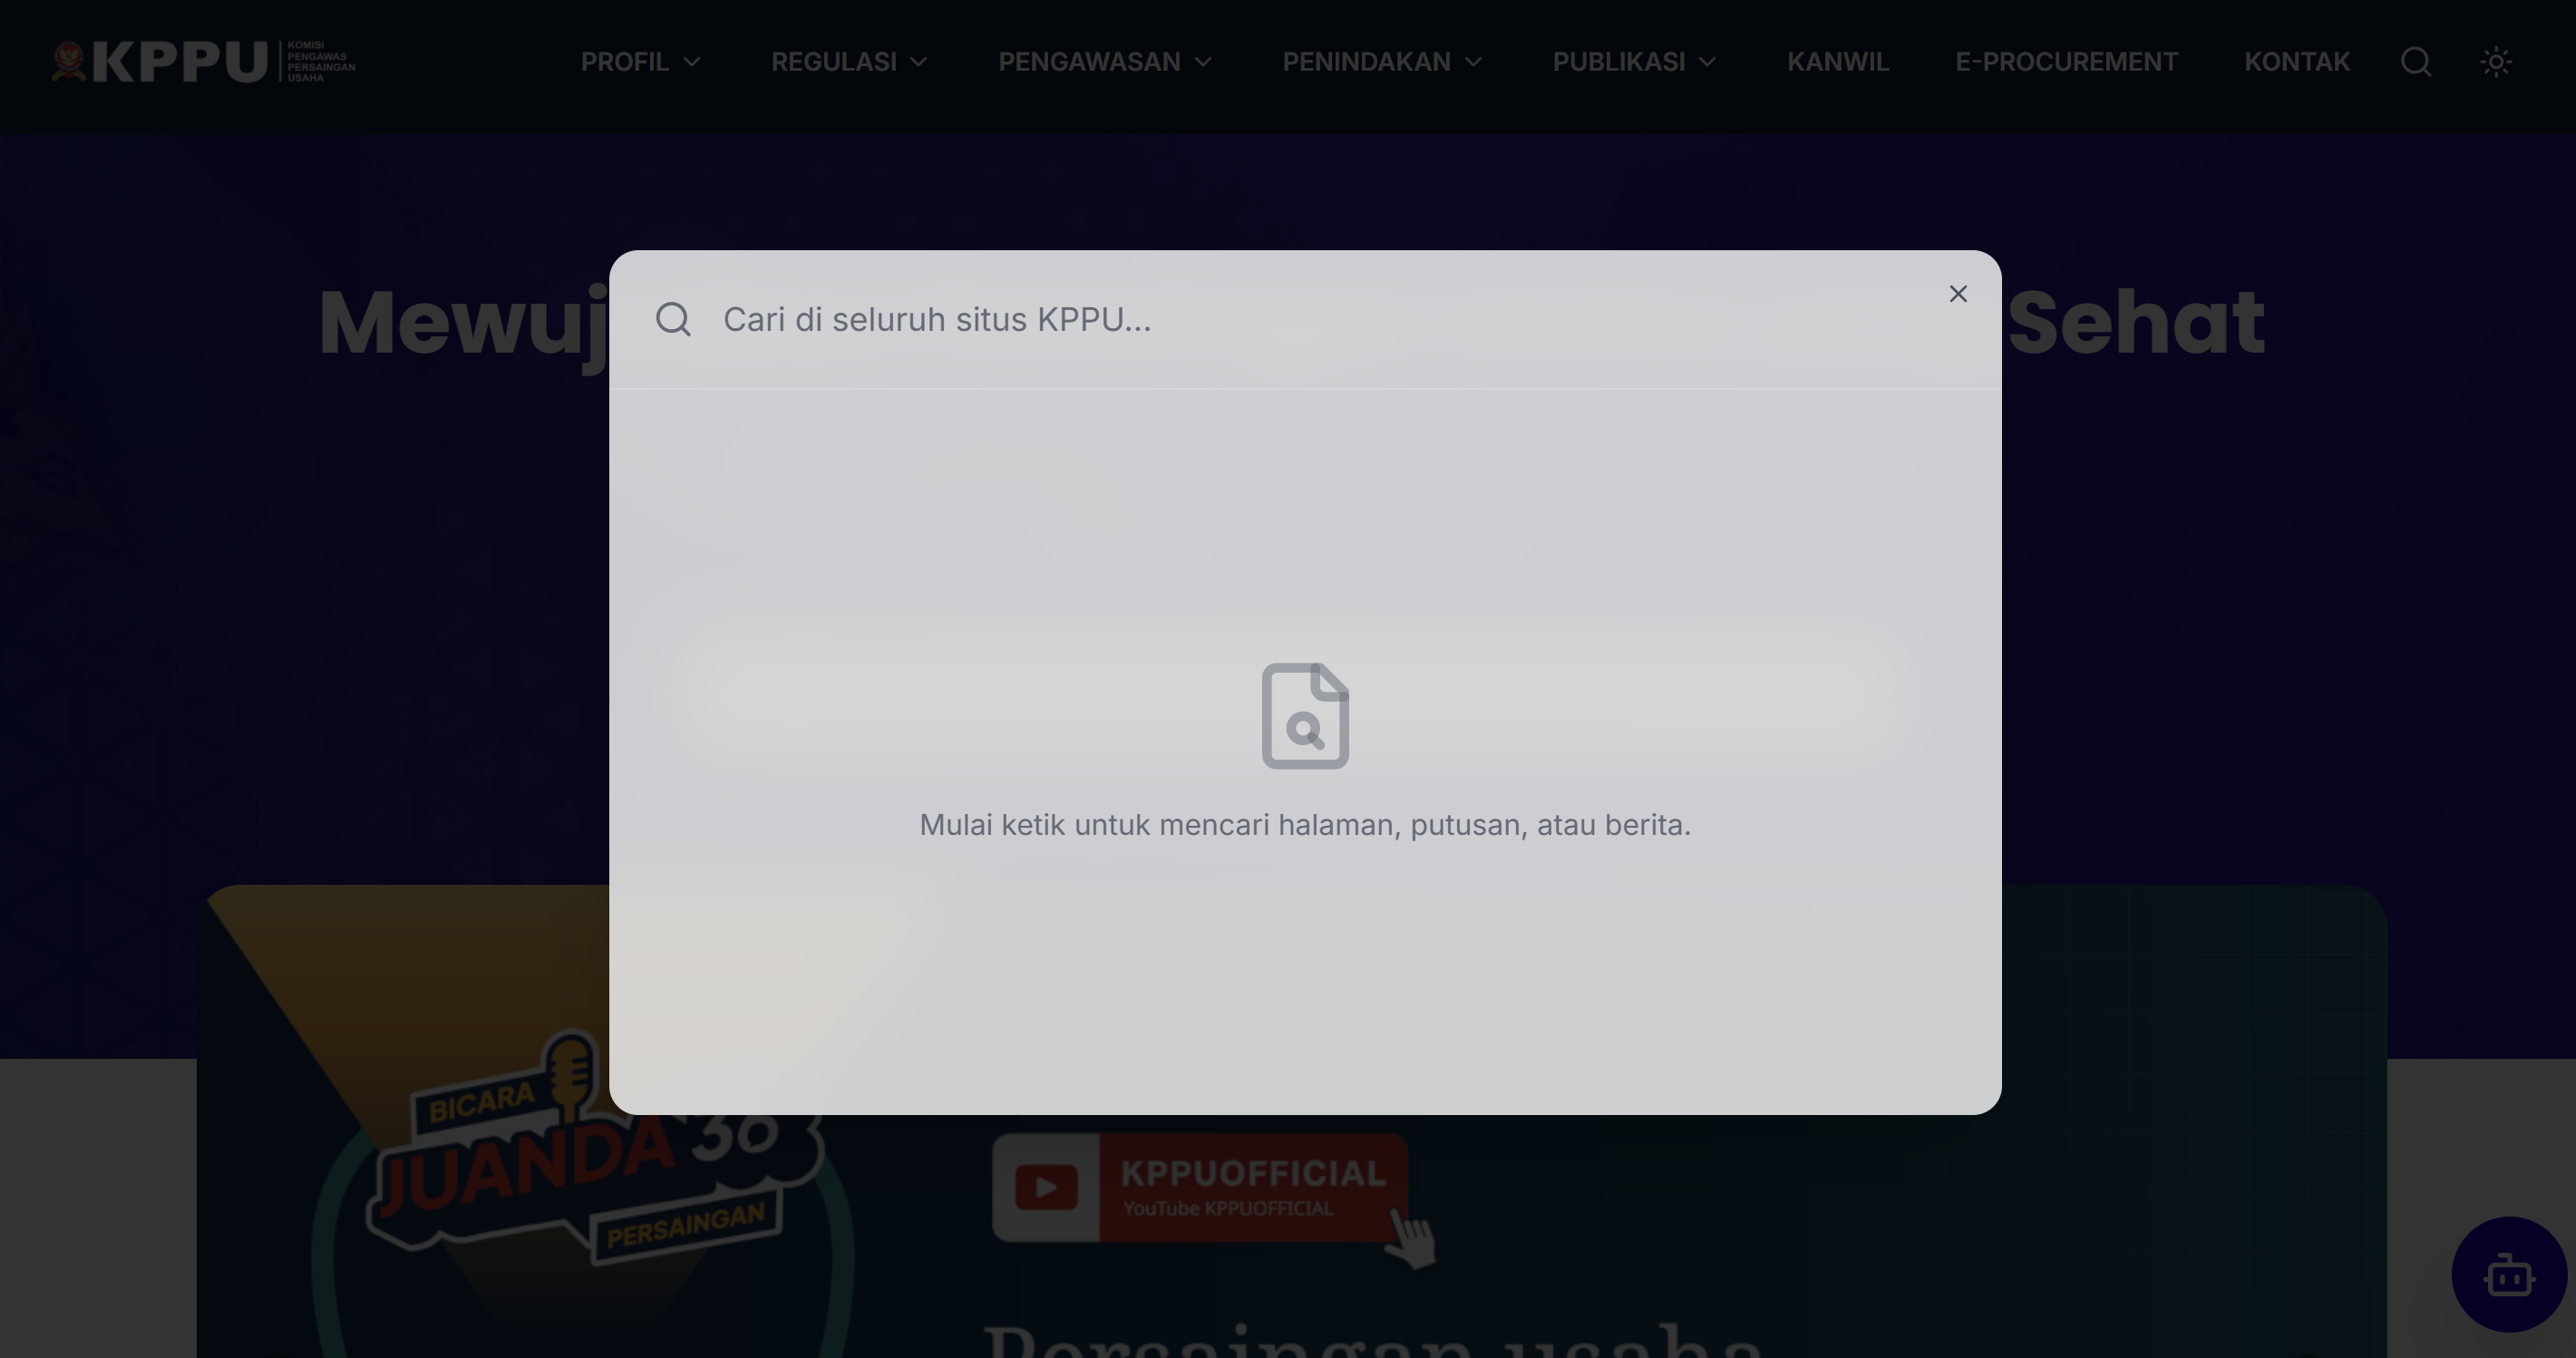 KPPU
KOMISI
PENGAWAS
PERSAINGAN
USAHA
PROFIL
REGULASI
PENGAWASAN
PENINDAKAN
PUBLIKASI
KANWIL
E-PROCUREMENT
KONTAK
Mewuj
Sehat
Cari di seluruh situs KPPU...
Mulai ketik untuk mencari halaman, putusan, atau berita.
BICARA
JUANDA 36
PERSAINGAN
KPPUOFFICIAL
YouTube KPPUOFFICIAL
Persaingan usaha